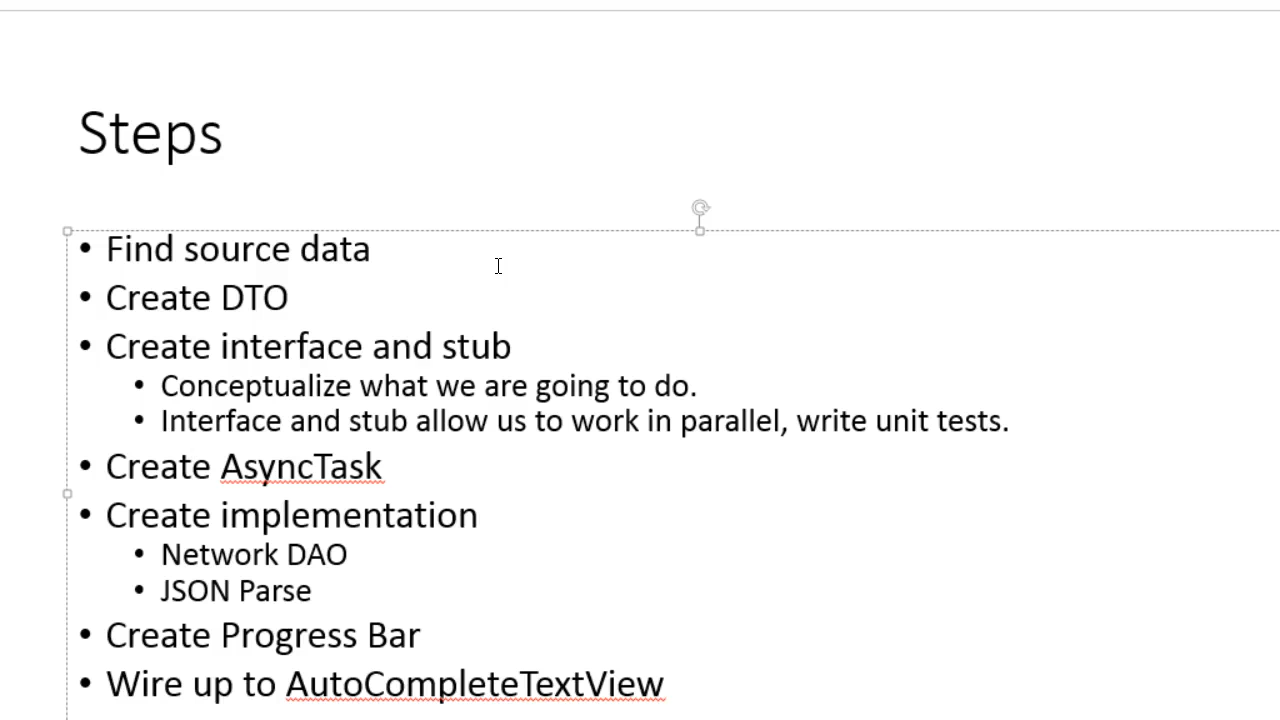 Steps
• Find source data
• Create DTO
• Create interface and stub
• Conceptualize what we are going to do.
• Interface and stub allow us to work in parallel, write unit tests.
• Create AsyncTask
• Create implementation
• Network DAO
• JSON Parse
• Create Progress Bar
• Wire up to AutoCompleteTextView